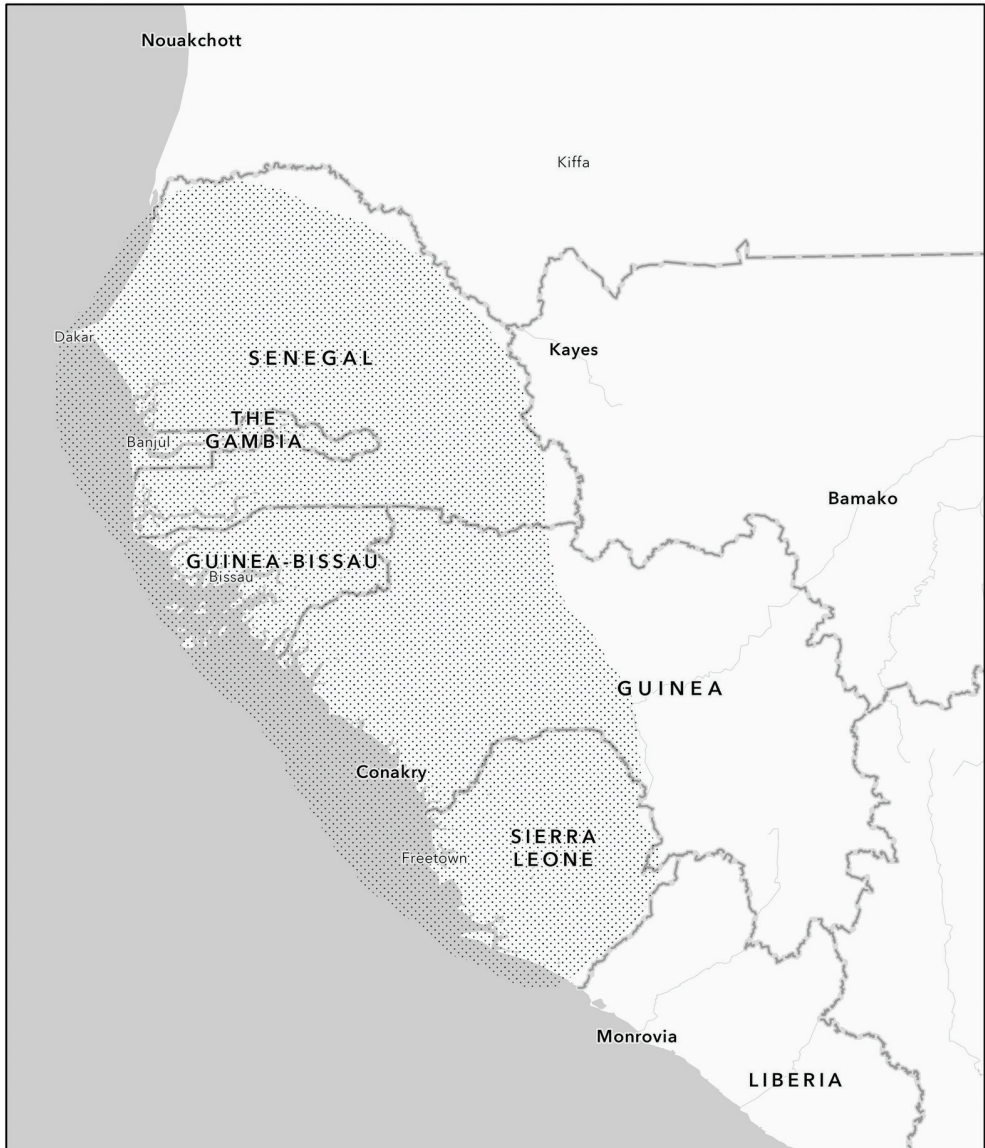 Nouakchott
Kiffa
Dakar
SENEGAL
Kayes
THE
GAMBIA
Banjul
Bamako
GUINEA-BISSAU
Bissau
GUINEA
Conakry
SIERRA
LEONE
Freetown
Monrovia
LIBERIA